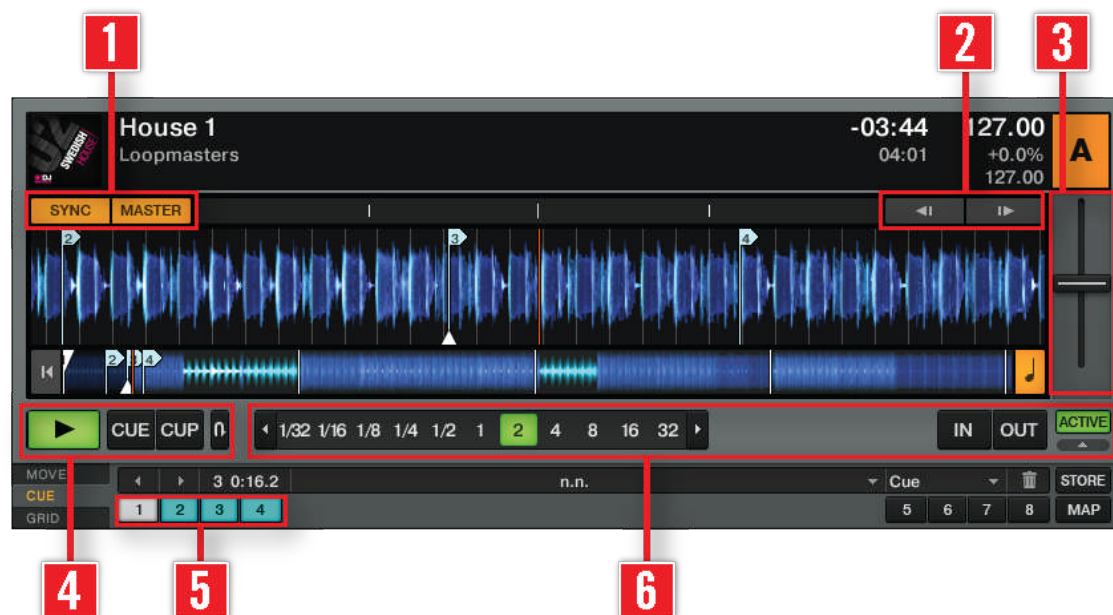 1 2 3
U2 SWEDISH HOUSE
House 1 -03:44 127.00 A
Loopmasters 04:01 +0.0%
127.00
SYNC MASTER
2 3 4
2 3 4
CUE CUP 1/32 1/16 1/8 1/4 1/2 1 2 4 8 16 32 IN OUT ACTIVE
MOVE 3 0:16.2 n.n. Cue STORE
CUE
GRID 1 2 3 4 5 6 7 8 MAP
4 5 6